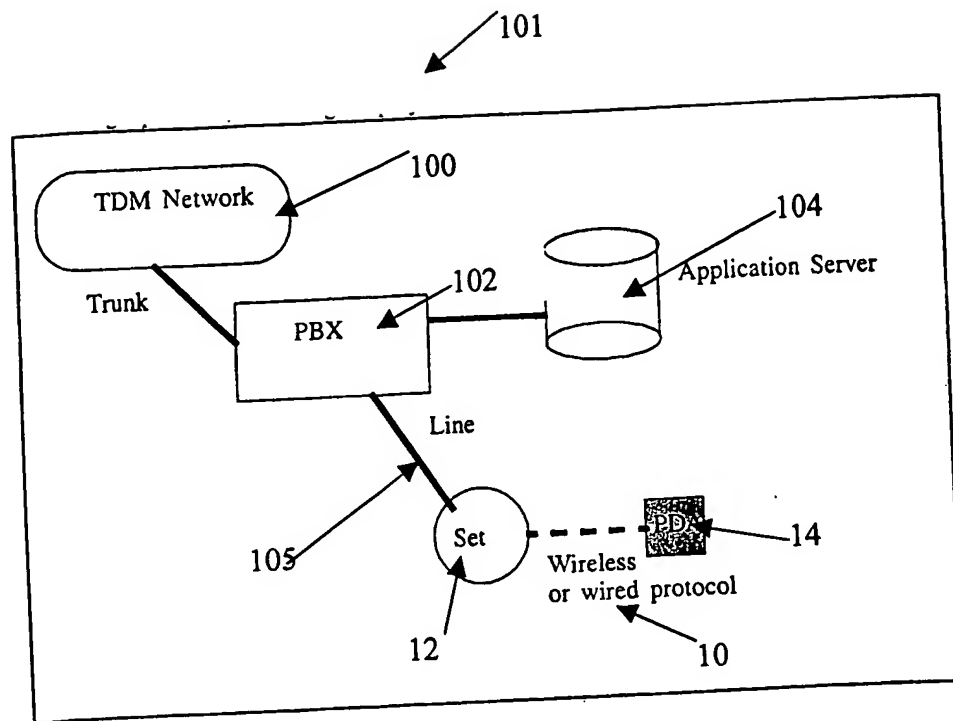 101
100
TDM Network
104
Application Server
Trunk
102
PBX
Line
105
Set
PDA
14
Wireless
or wired protocol
12
10